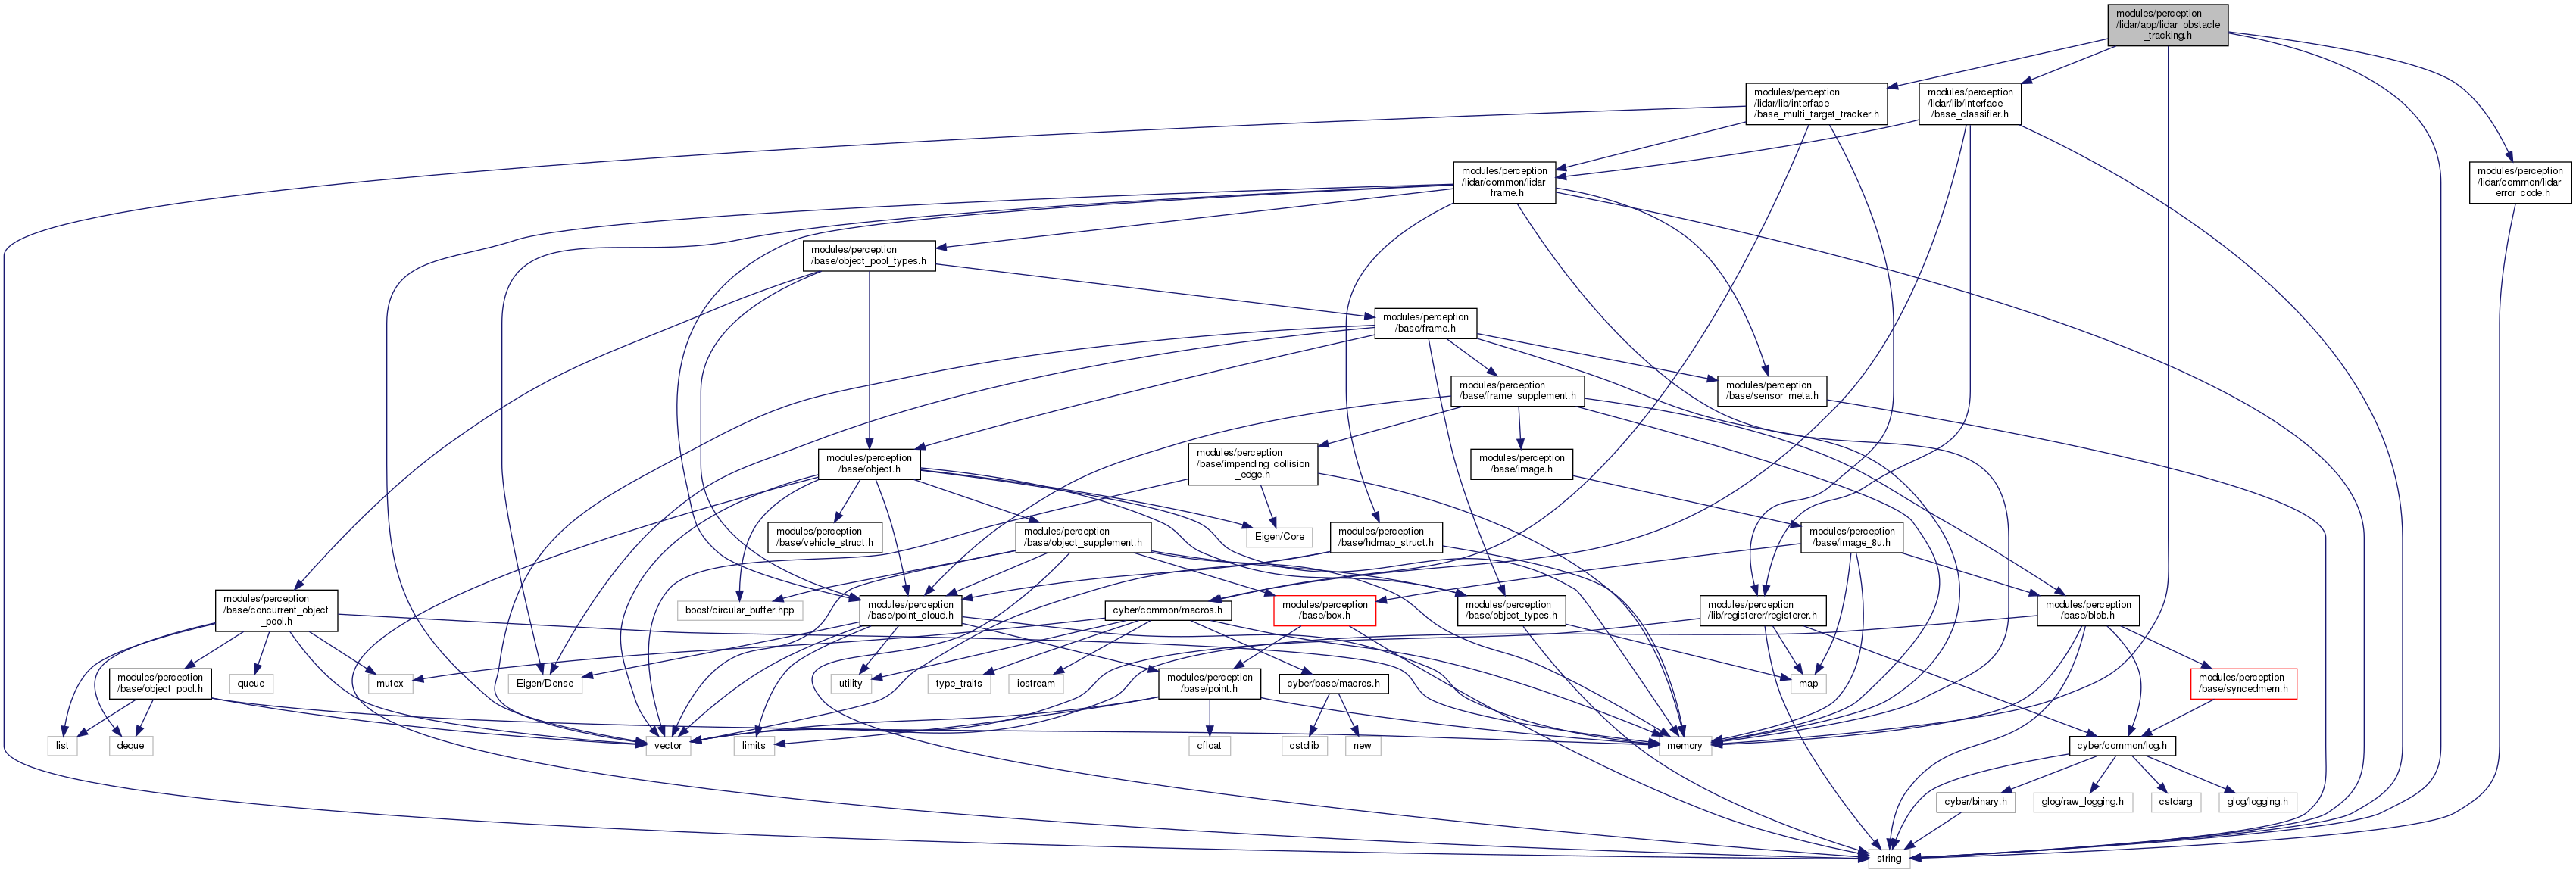 modules/perception
/lidar/app/lidar_obstacle
_tracking.h
modules/perception
/lidar/lib/interface
/base_multi_target_tracker.h
modules/perception
/lidar/lib/interface
/base_classifier.h
modules/perception
/lidar/common/lidar
_frame.h
modules/perception
/lidar/common/lidar
_error_code.h
modules/perception
/base/object_pool_types.h
modules/perception
/base/frame.h
modules/perception
/base/frame_supplement.h
modules/perception
/base/sensor_meta.h
modules/perception
/base/object.h
modules/perception
/base/impending_collision
_edge.h
modules/perception
/base/image.h
modules/perception
/base/vehicle_struct.h
modules/perception
/base/object_supplement.h
Eigen/Core
modules/perception
/base/hdmap_struct.h
modules/perception
/base/image_8u.h
modules/perception
/base/concurrent_object
_pool.h
boost/circular_buffer.hpp
modules/perception
/base/point_cloud.h
cyber/common/macros.h
modules/perception
/base/box.h
modules/perception
/base/object_types.h
modules/perception
/lib/registerer/registerer.h
modules/perception
/base/blob.h
modules/perception
/base/object_pool.h
queue
mutex
Eigen/Dense
utility
type_traits
iostream
modules/perception
/base/point.h
cyber/base/macros.h
map
modules/perception
/base/syncedmem.h
list
deque
vector
limits
cfloat
cstdlib
new
memory
cyber/common/log.h
cyber/binary.h
glog/raw_logging.h
cstdarg
glog/logging.h
string